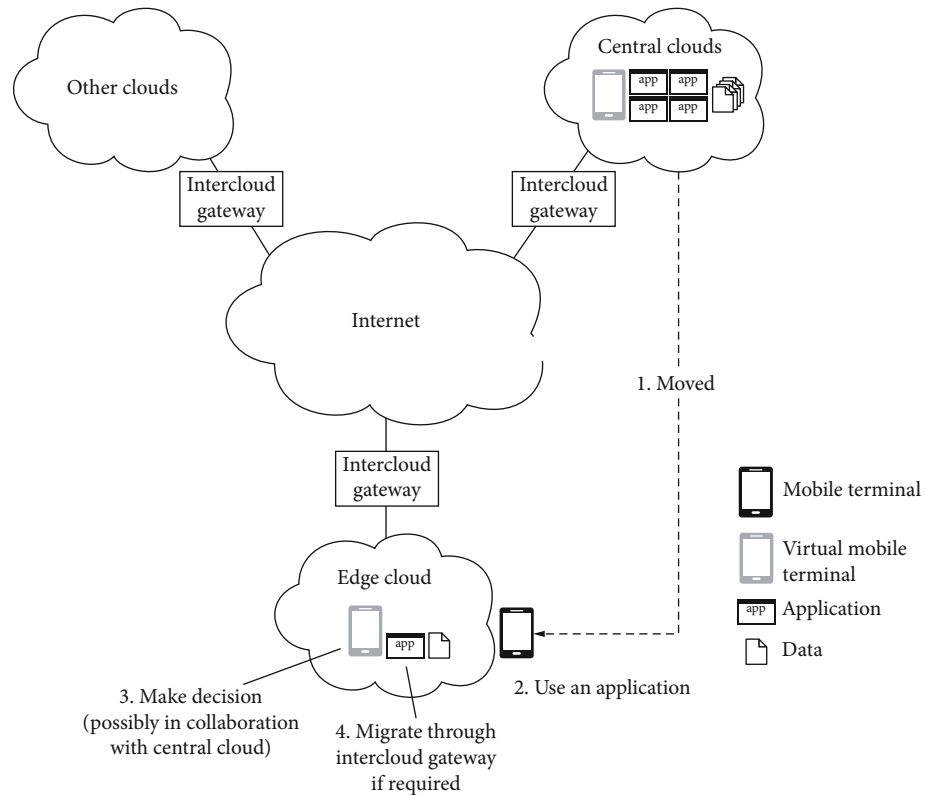 Other clouds
Central clouds
app
app
app
app
Intercloud
gateway
Intercloud
gateway
Internet
1. Moved
Intercloud
gateway
Edge cloud
app
2. Use an application
3. Make decision
(possibly in collaboration
with central cloud)
4. Migrate through
intercloud gateway
if required
Mobile terminal
Virtual mobile
terminal
app
Application
Data